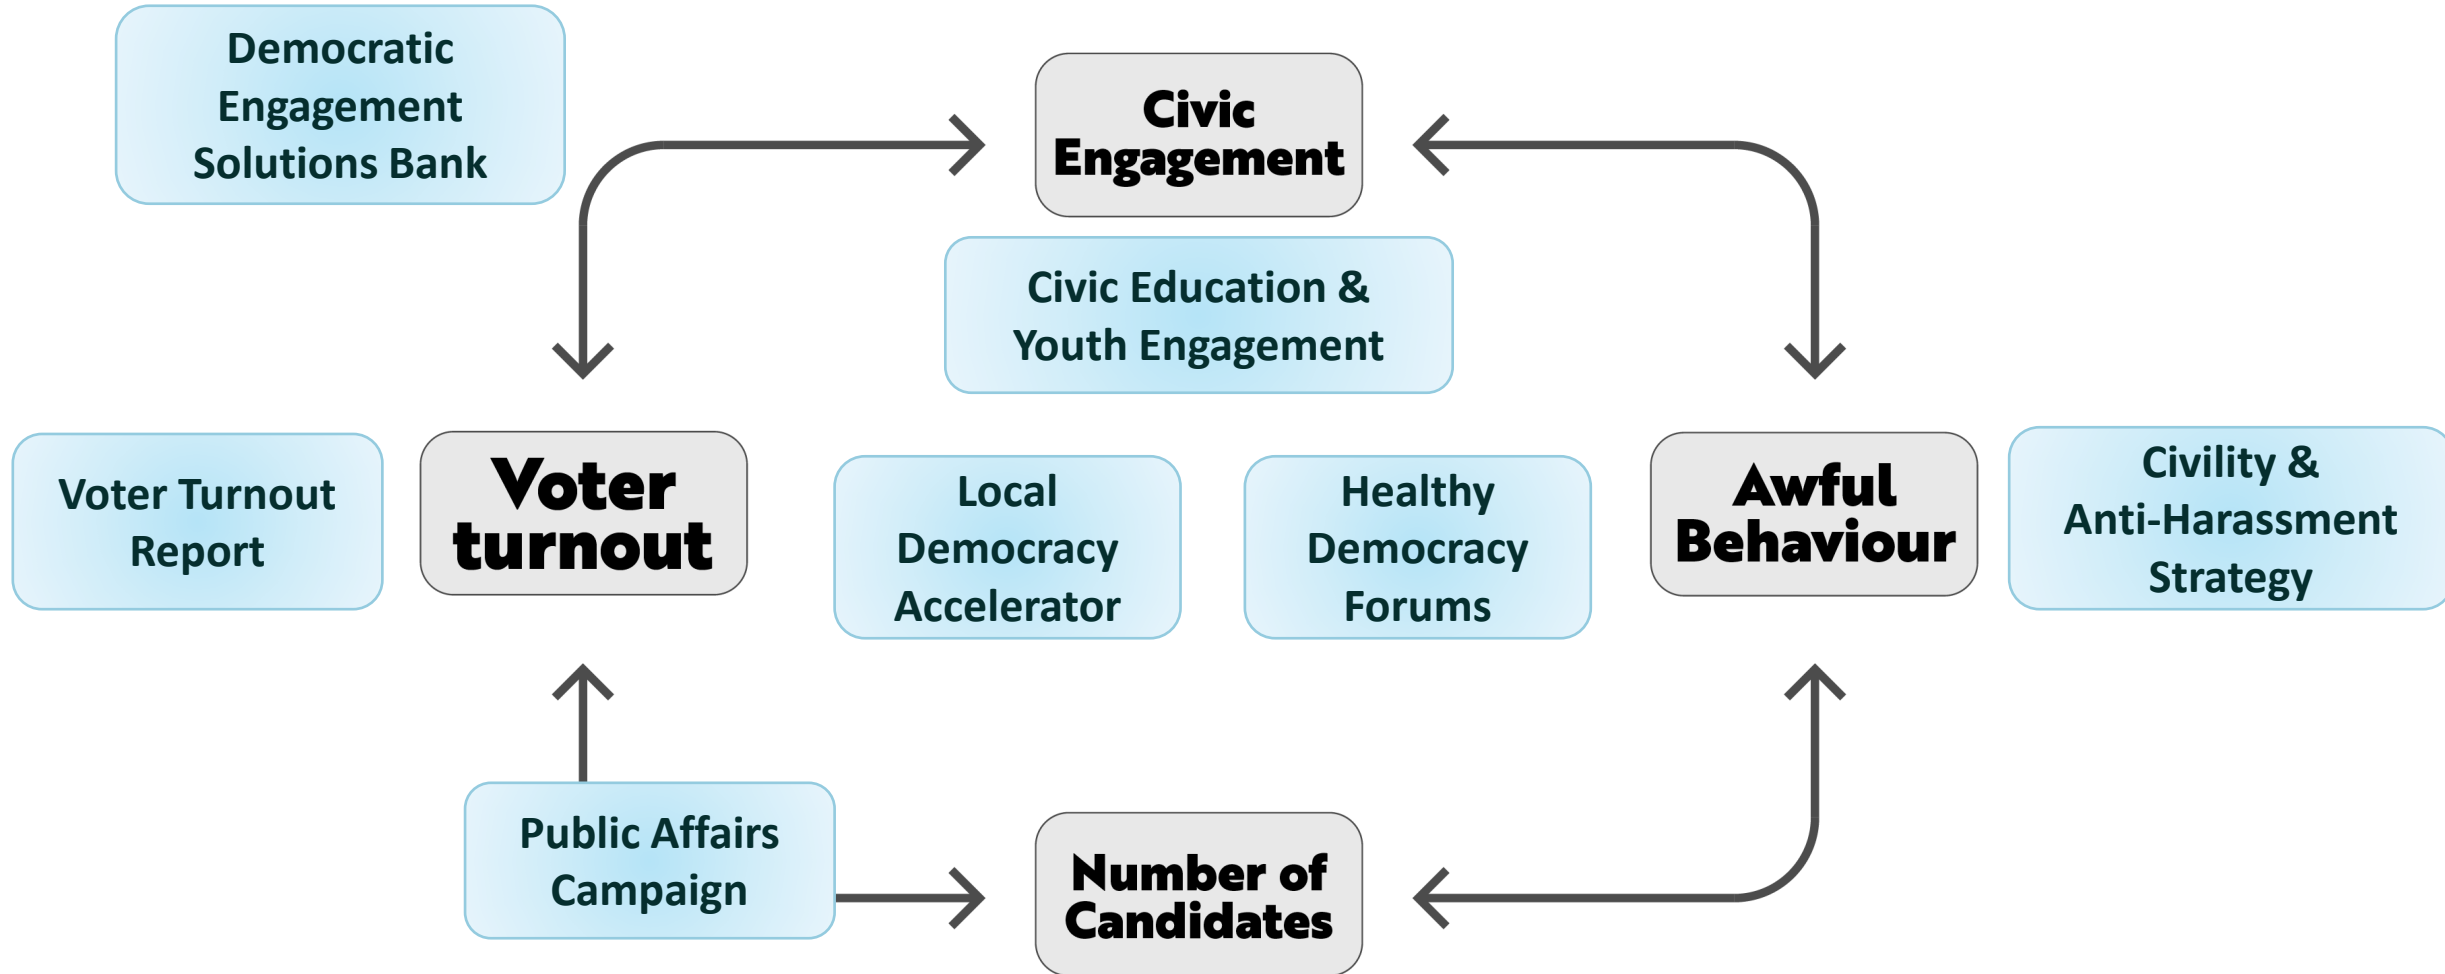 Democratic
Engagement
Solutions Bank
Civic
Engagement
Civic Education &
Youth Engagement
Voter Turnout
Report
Voter
turnout
Local
Democracy
Accelerator
Healthy
Democracy
Forums
Awful
Behaviour
Civility &
Anti-Harassment
Strategy
Public Affairs
Campaign
Number of
Candidates